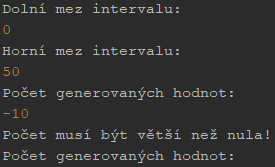 Dolní mez intervalu:
0
Horní mez intervalu:
50
Počet generovaných hodnot:
-10
Počet musí být větší než nula!
Počet generovaných hodnot: